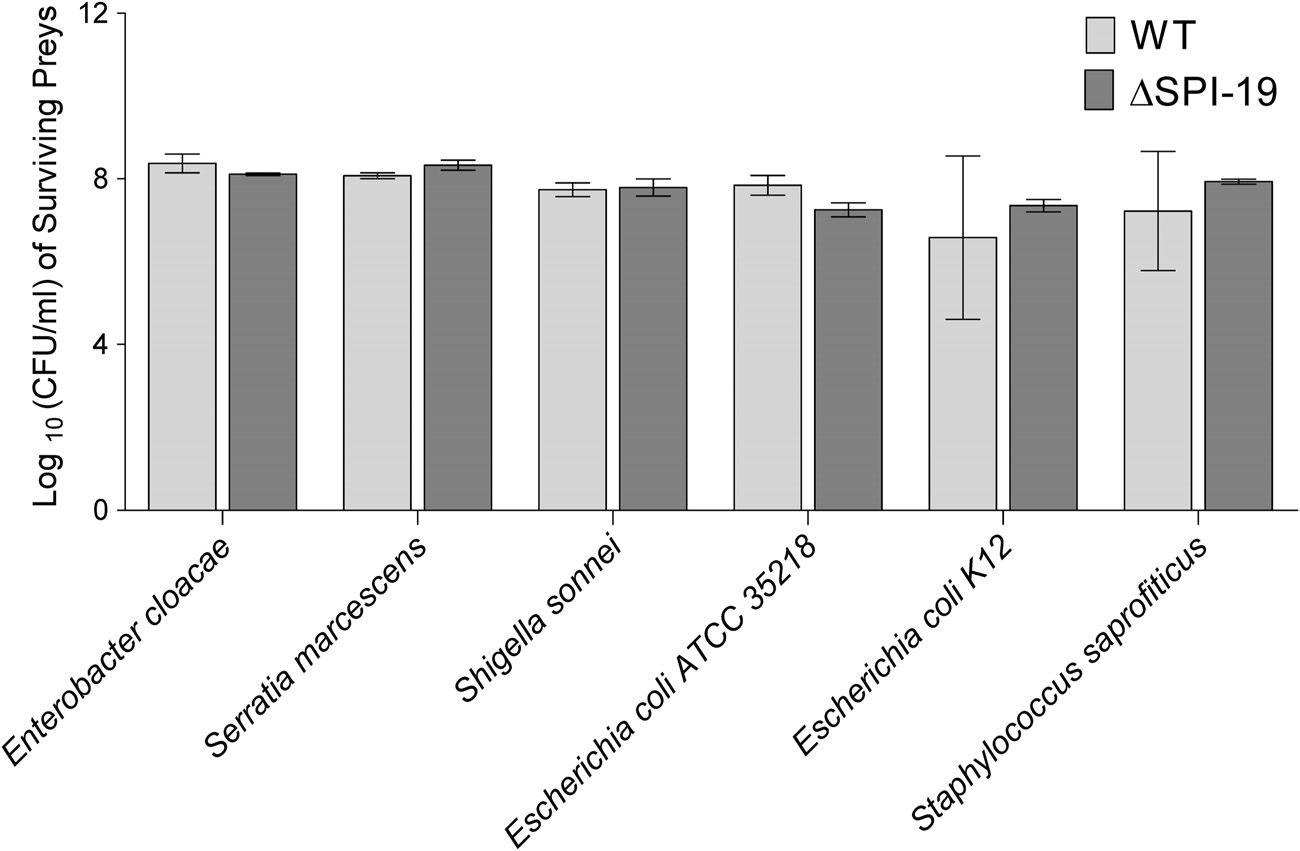 Log 10 (CFU/ml) of Surviving Preys
12
8
4
0
WT
ΔSPI-19
Enterobacter cloacae
Serratia marcescens
Shigella sonnei
Escherichia coli ATCC 35218
Escherichia coli K12
Staphylococcus saprofiticus